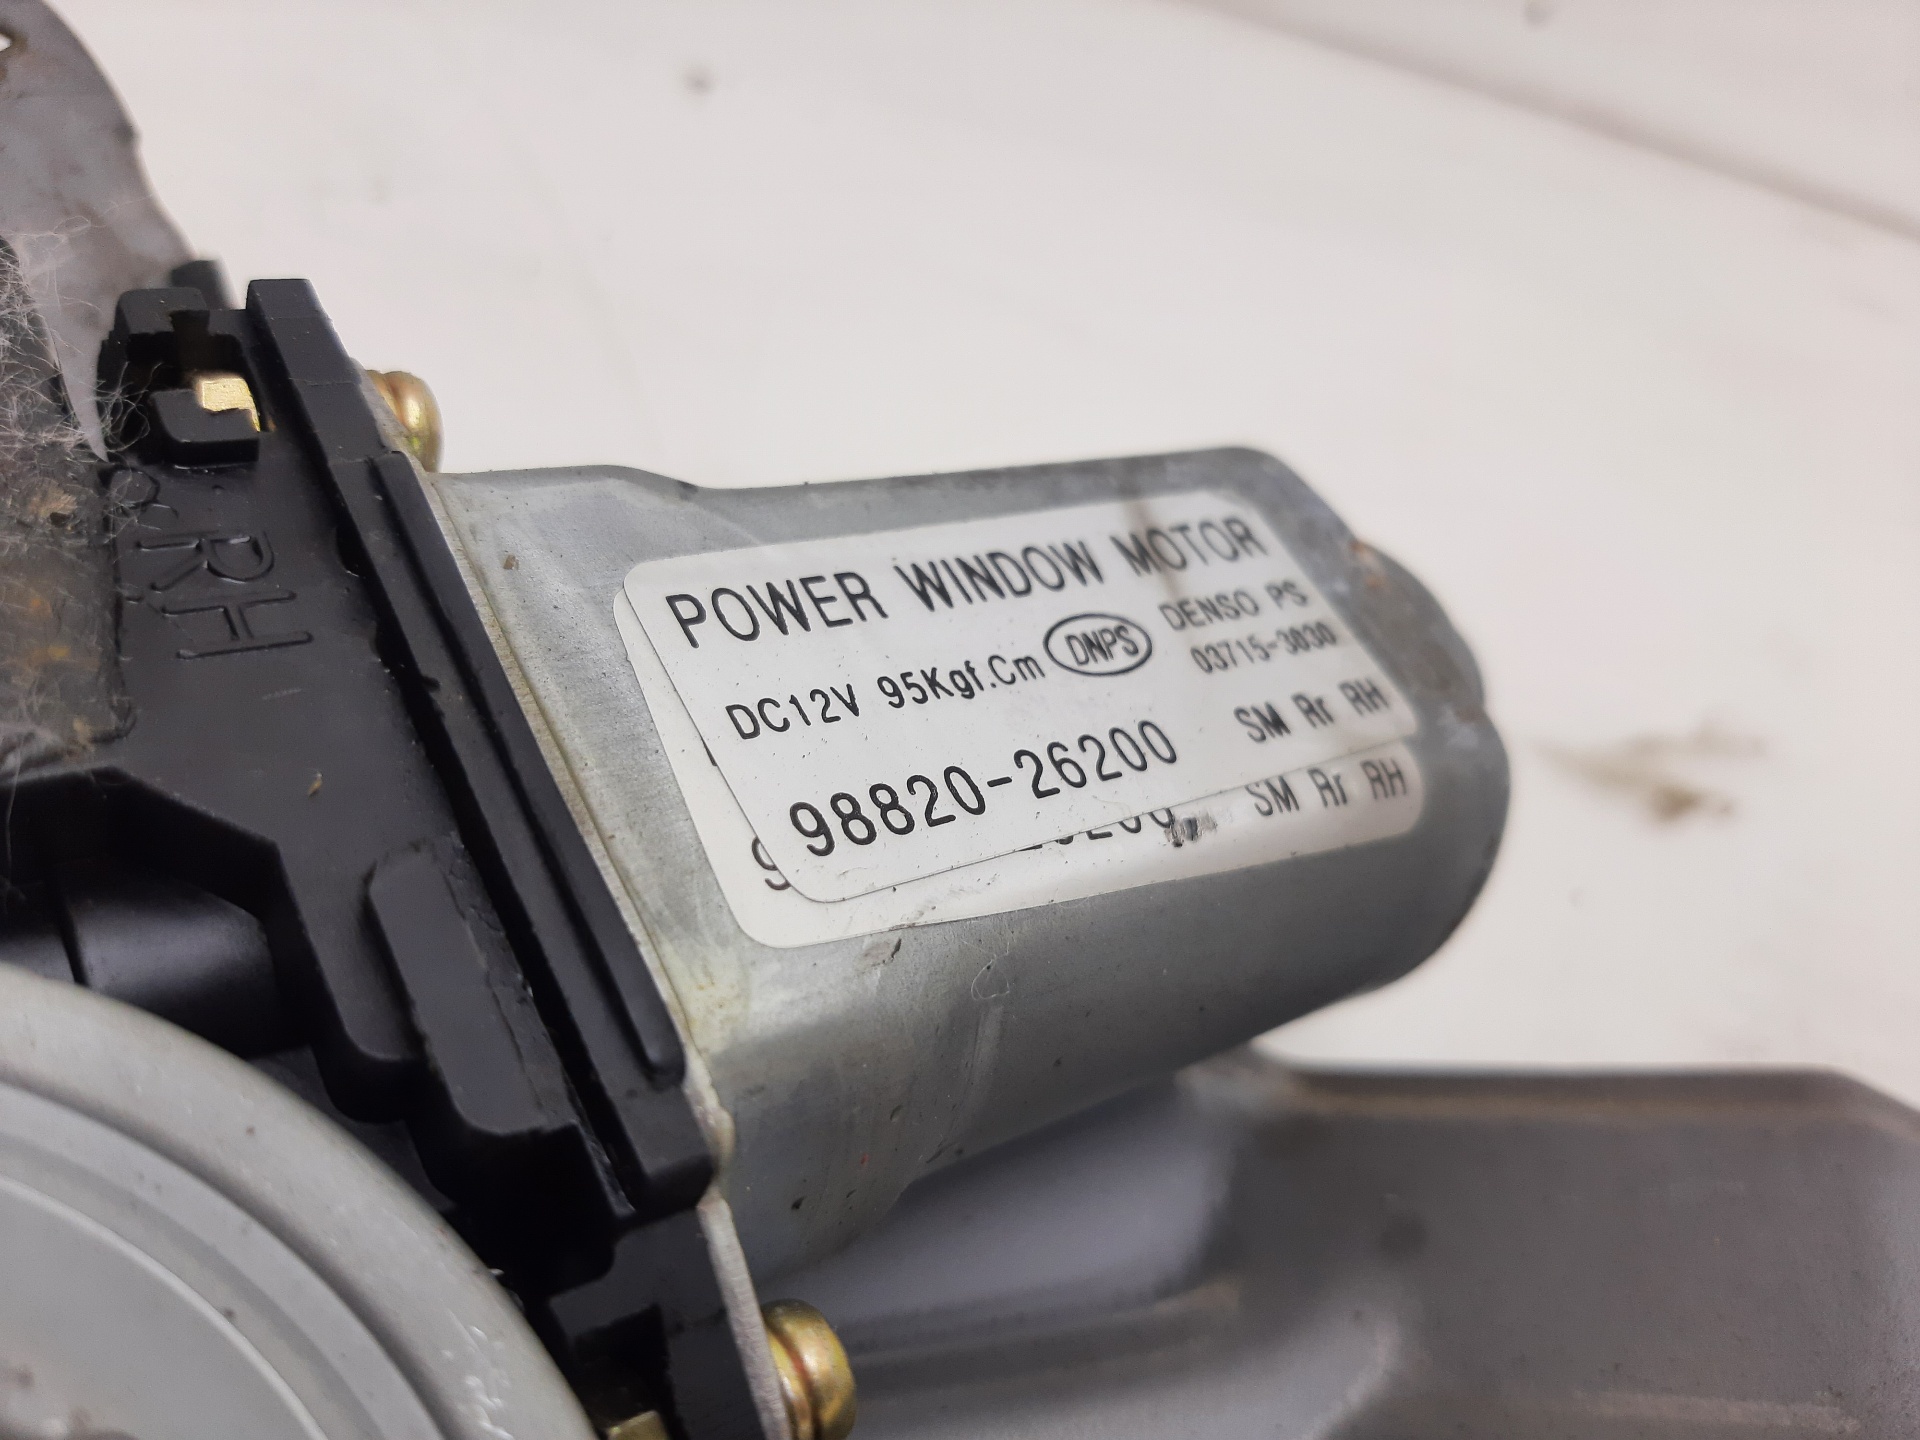 RH
POWER WINDOW MOTOR
DC12V 95Kgf.Cm DNPS DENSO PS
03715-3030
98820-26200 SM Rr RH
SM Rr RH